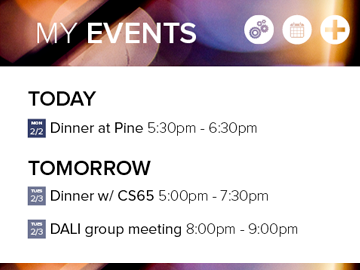 MY EVENTS
TODAY
MON 2/2 Dinner at Pine 5:30pm - 6:30pm
TOMORROW
TUES 2/3 Dinner w/ CS65 5:00pm - 7:30pm
TUES 2/3 DALI group meeting 8:00pm - 9:00pm